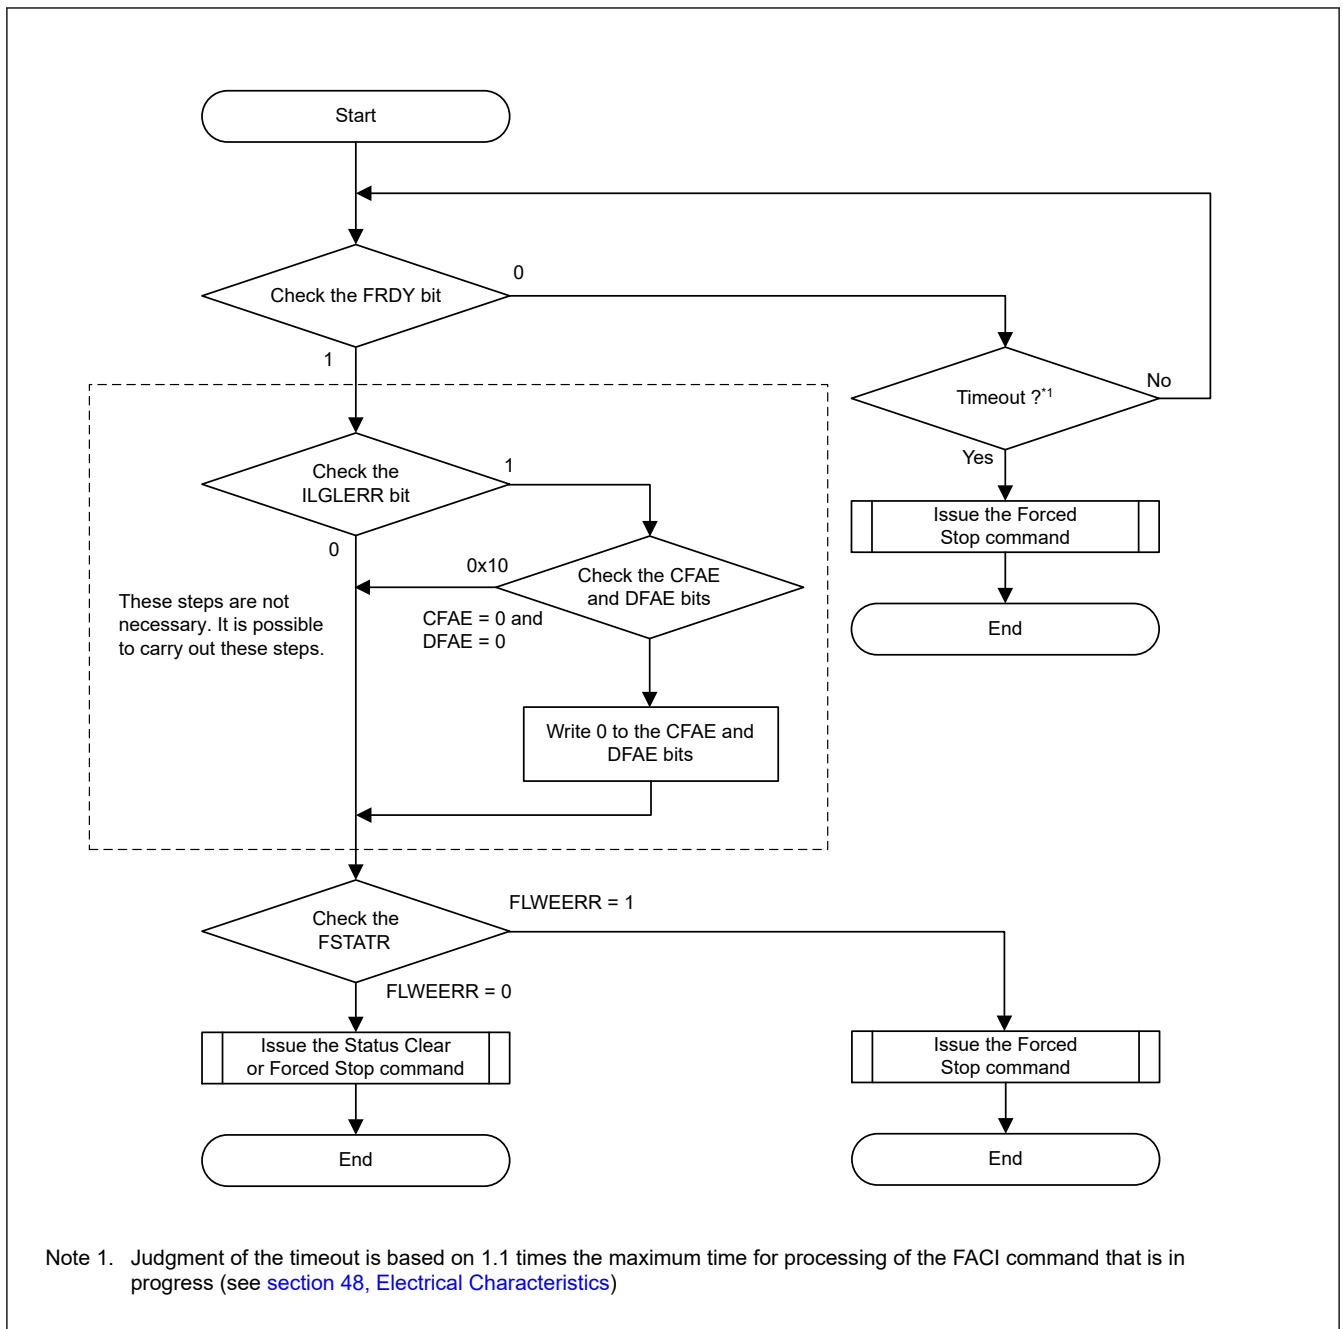 Start
Check the FRDY bit
0
1
Timeout ?*1
No
Yes
Issue the Forced
Stop command
End
Check the
ILGLERR bit
1
0
Check the CFAE
and DFAE bits
0x10
CFAE = 0 and
DFAE = 0
These steps are not
necessary. It is possible
to carry out these steps.
Write 0 to the CFAE and
DFAE bits
Check the
FSTATR
FLWEERR = 1
FLWEERR = 0
Issue the Status Clear
or Forced Stop command
End
Issue the Forced
Stop command
End
Note 1. Judgment of the timeout is based on 1.1 times the maximum time for processing of the FACI command that is in
progress (see section 48, Electrical Characteristics)